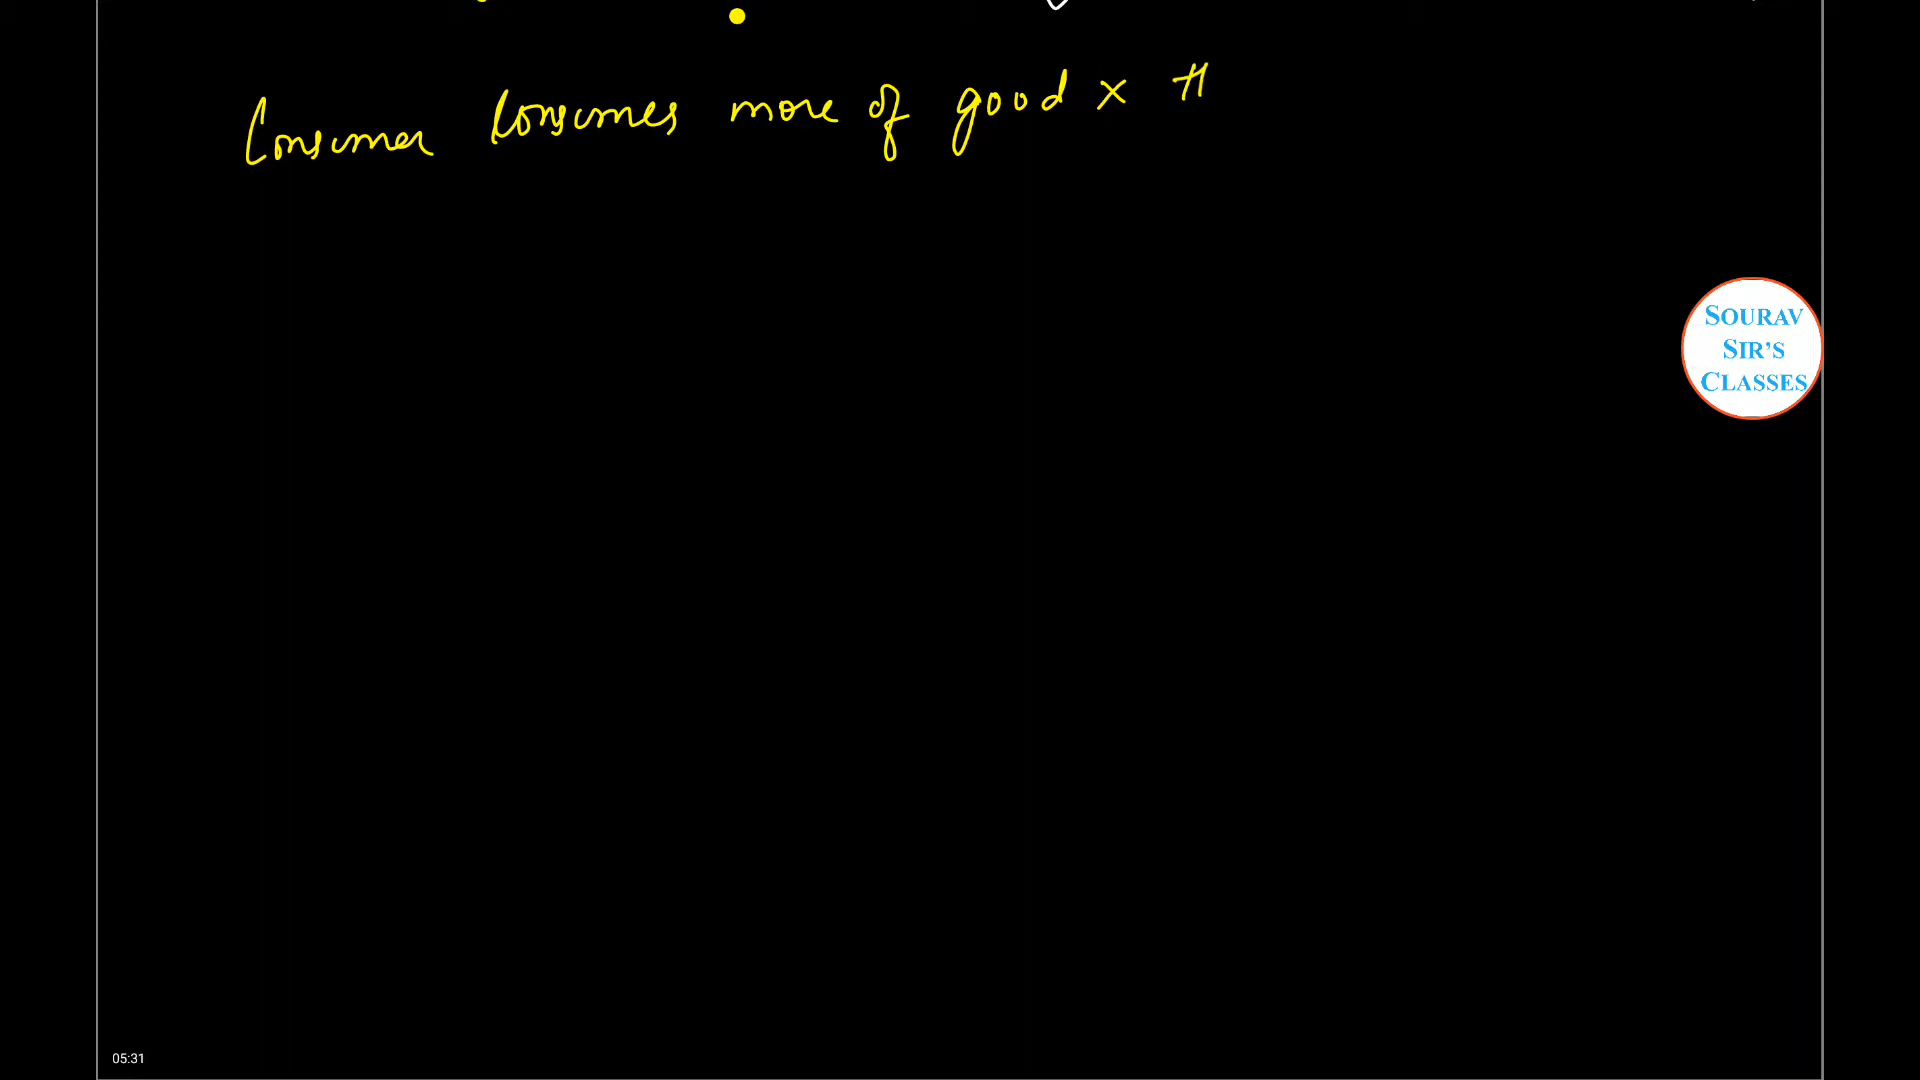 Consumer Consumes more of good x
SOURAV
SIR'S
CLASSES
05:31